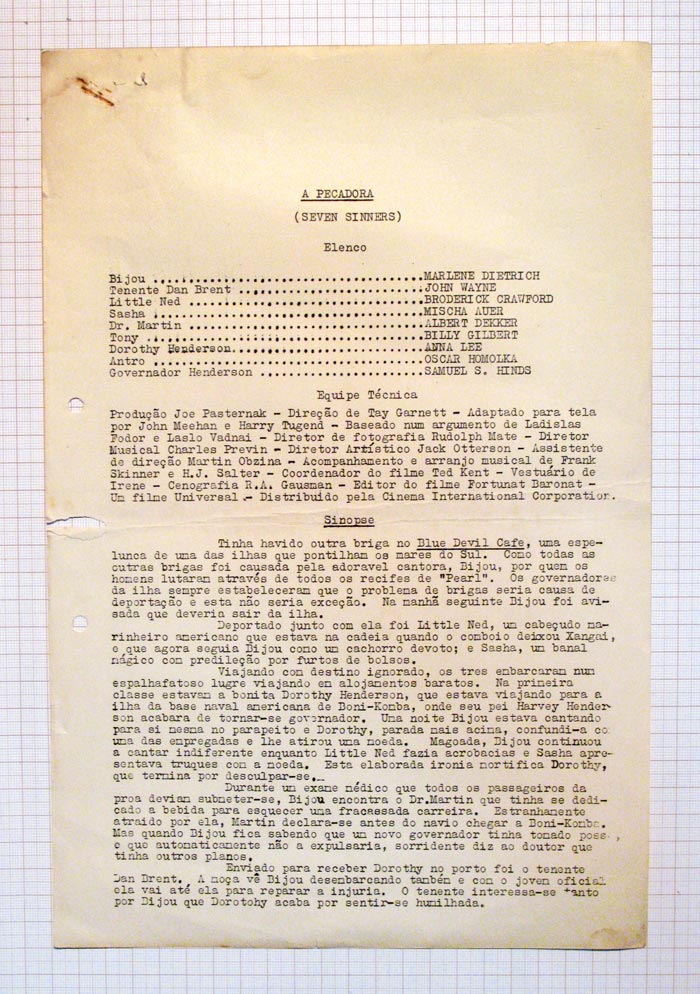 A PECADORA
(SEVEN SINNERS)
Elenco
Bijou ................................MARLENE DIETRICH
Tenente Dan Brent .....................JOHN WAYNE
Little Ned ............................BRODERICK CRAWFORD
Sasha .................................MISCHA AUER
Dr. Martin ............................ALBERT DEKKER
Tony ..................................BILLY GILBERT
Dorothy Henderson......................ANNA LEE
Antro .................................OSCAR HOMOLKA
Governador Henderson ..................SAMUEL S. HINDS
Equipe Técnica
Produção Joe Pasternak - Direção de Tay Garnett - Adaptado para tela
por John Meehan e Harry Tugend - Baseado num argumento de Ladislas
Fodor e Laslo Vadnai - Diretor de fotografia Rudolph Mate - Diretor
Musical Charles Previn - Diretor Artístico Jack Otterson - Assistente
de direção Martin Obzina - Acompanhamento e arranjo musical de Frank
Skinner e H.J. Salter - Coordenador do filme Ted Kent - Vestuário de
Irene - Cenografia R.A. Gausman - Editor do filme Fortunat Baronat -
Um filme Universal - Distribuido pela Cinema International Corporation.
Sinopse
Tinha havido outra briga no Blue Devil Cafe, uma espe-
lunca de uma das ilhas que pontilham os mares do Sul. Como todas as
outras brigas foi causada pela adoravel cantora, Bijou, por quem os
homens lutaram através de todos os recifes de "Pearl". Os governadores
da ilha sempre estabeleceram que o problema de brigas seria causa de
deportação e esta não seria exceção. Na manhã seguinte Bijou foi avi-
sada que deveria sair da ilha.
Deportado junto com ela foi Little Ned, um cabeçudo ma-
rinheiro americano que estava na cadeia quando o comboio deixou Xangai,
e que agora seguia Bijou como um cachorro devoto; e Sasha, um banal
mágico com predileção por furtos de bolsos.
Viajando com destino ignorado, os tres embarcaram num
espalhafatoso lugre viajando em alojamentos baratos. Na primeira
classe estavam a bonita Dorothy Henderson, que estava viajando para a
ilha da base naval americana de Boni-Komba, onde seu pei Harvey Hender
son acabara de tornar-se governador. Uma noite Bijou estava cantando
para si mesma no parapeito e Dorothy, parada mais acima, confundi-a co
uma das empregadas e lhe atirou uma moeda. Magoada, Bijou continuou
a cantar indiferente enquanto Little Ned fazia acrobacias e Sasha apre-
sentava truques com a moeda. Esta elaborada ironia mortifica Dorothy,
que termina por desculpar-se.
Durante um exame médico que todos os passageiros da
proa deviam submeter-se, Bijou encontra o Dr.Martin que tinha se dedi-
cado a bebida para esquecer uma fracassada carreira. Estranhamente
atraido por ela, Martin declara-se antes do navio chegar a Boni-Komba.
Mas quando Bijou fica sabendo que um novo governador tinha tomado posse,
e que automaticamente não a expulsaria, sorridente diz ao doutor que
tinha outros planos.
Enviado para receber Dorothy no porto foi o tenente
Dan Brent. A moça vê Bijou desembarcando também e com o jovem oficial
ela vai até ela para reparar a injuria. O tenente interessa-se tanto
por Bijou que Dorotohy acaba por sentir-se humilhada.